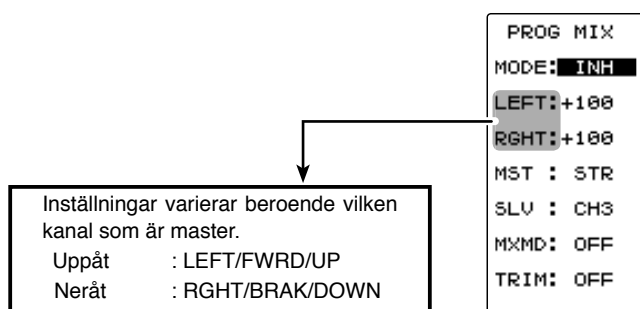 PROG MIX
MODE: INH
LEFT:+100
RGHT:+100
MST : STR
SLV : CH3
MXMD: OFF
TRIM: OFF
Inställningar varierar beroende vilken
kanal som är master.
Uppåt : LEFT/FWRD/UP
Neråt : RGHT/BRAK/DOWN